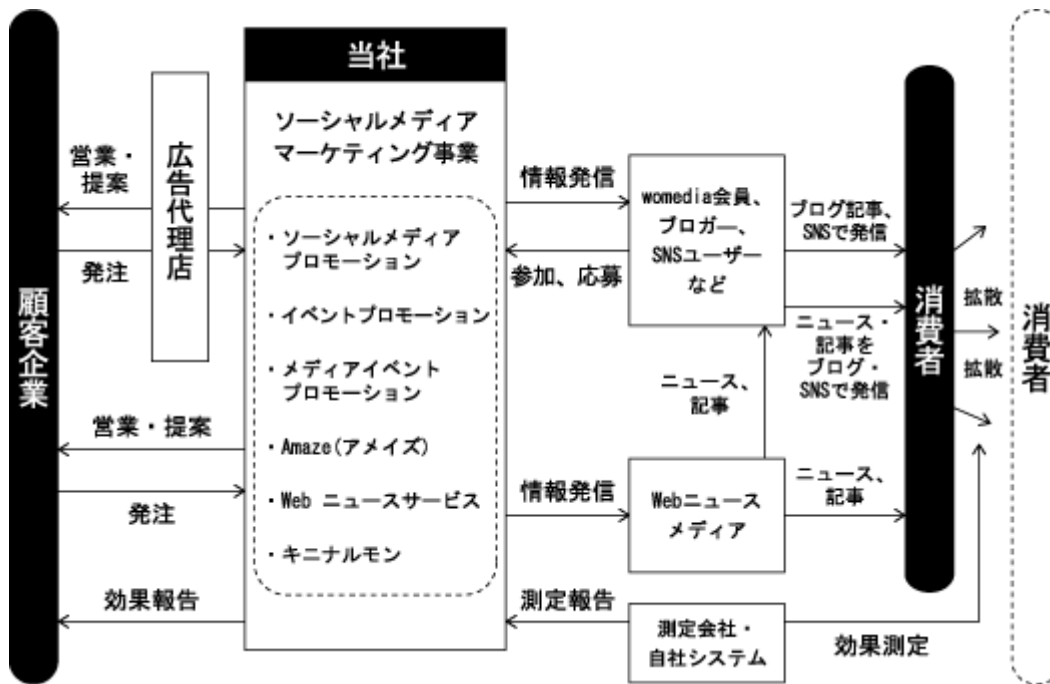 顧客企業
営業・
提案
発注
広告代理店
営業・提案
発注
効果報告
当社
ソーシャルメディア
マーケティング事業
・ソーシャルメディア
プロモーション
・イベントプロモーション
・メディアイベント
プロモーション
・Amaze(アメイズ)
・Web ニュースサービス
・キニナルモン
情報発信
参加、応募
情報発信
測定報告
womedia会員、
ブロガー、
SNSユーザー
など
ニュース、
記事
Webニュース
メディア
測定会社・
自社システム
ブログ記事、
SNSで発信
ニュース・
記事を
ブログ・
SNSで発信
ニュース、
記事
効果測定
消費者
拡散
拡散
消費者